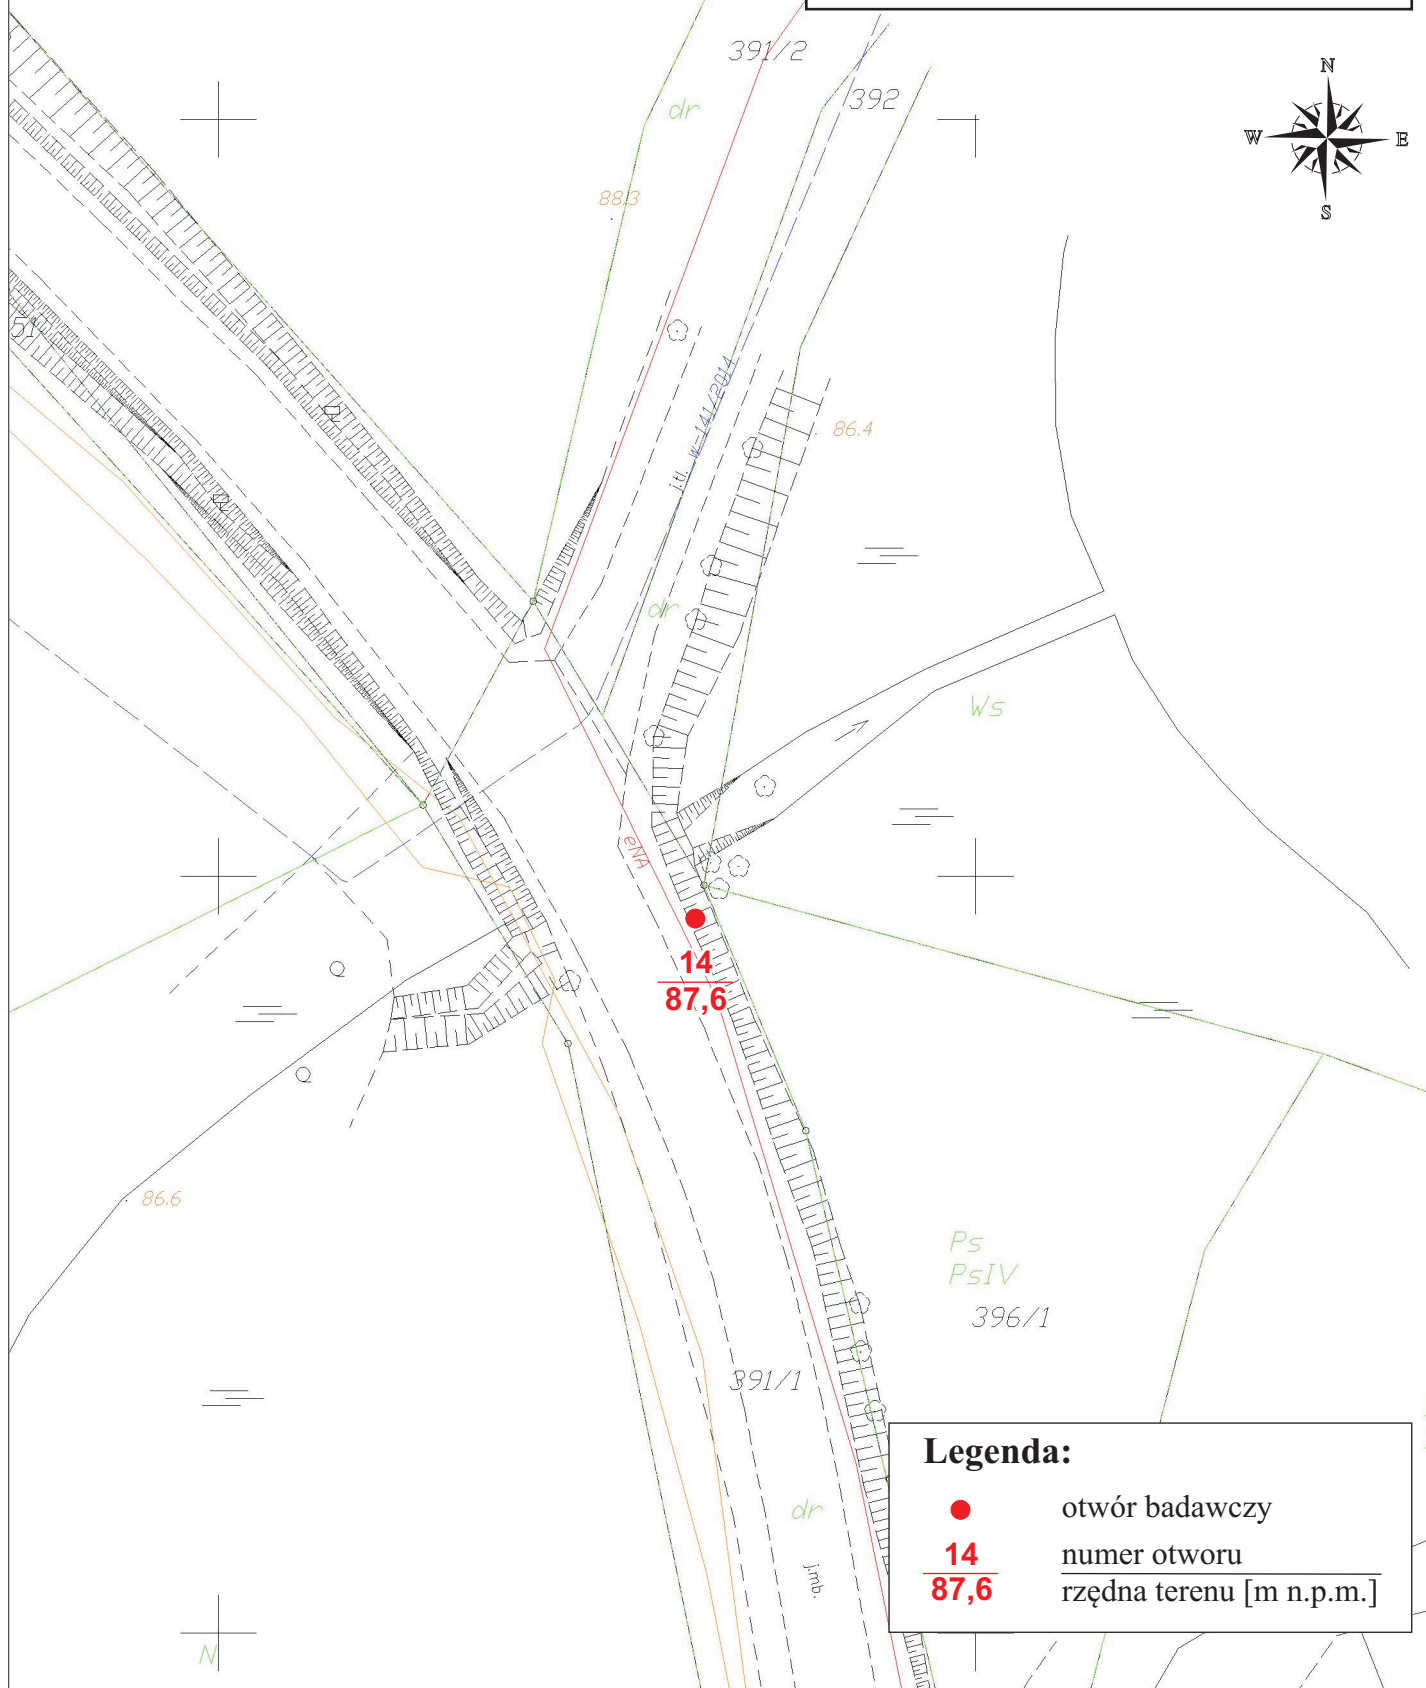 391/2
392
dr
N
W
E
S
88.3
51
j.tł.
w-141/2014
86.4
dr
Ws
eNA
14
87,6
86.6
Ps
PsIV
396/1
391/1
dr
j.mb.
N
Legenda:
otwór badawczy
14
numer otworu
87,6
rzędna terenu [m n.p.m.]